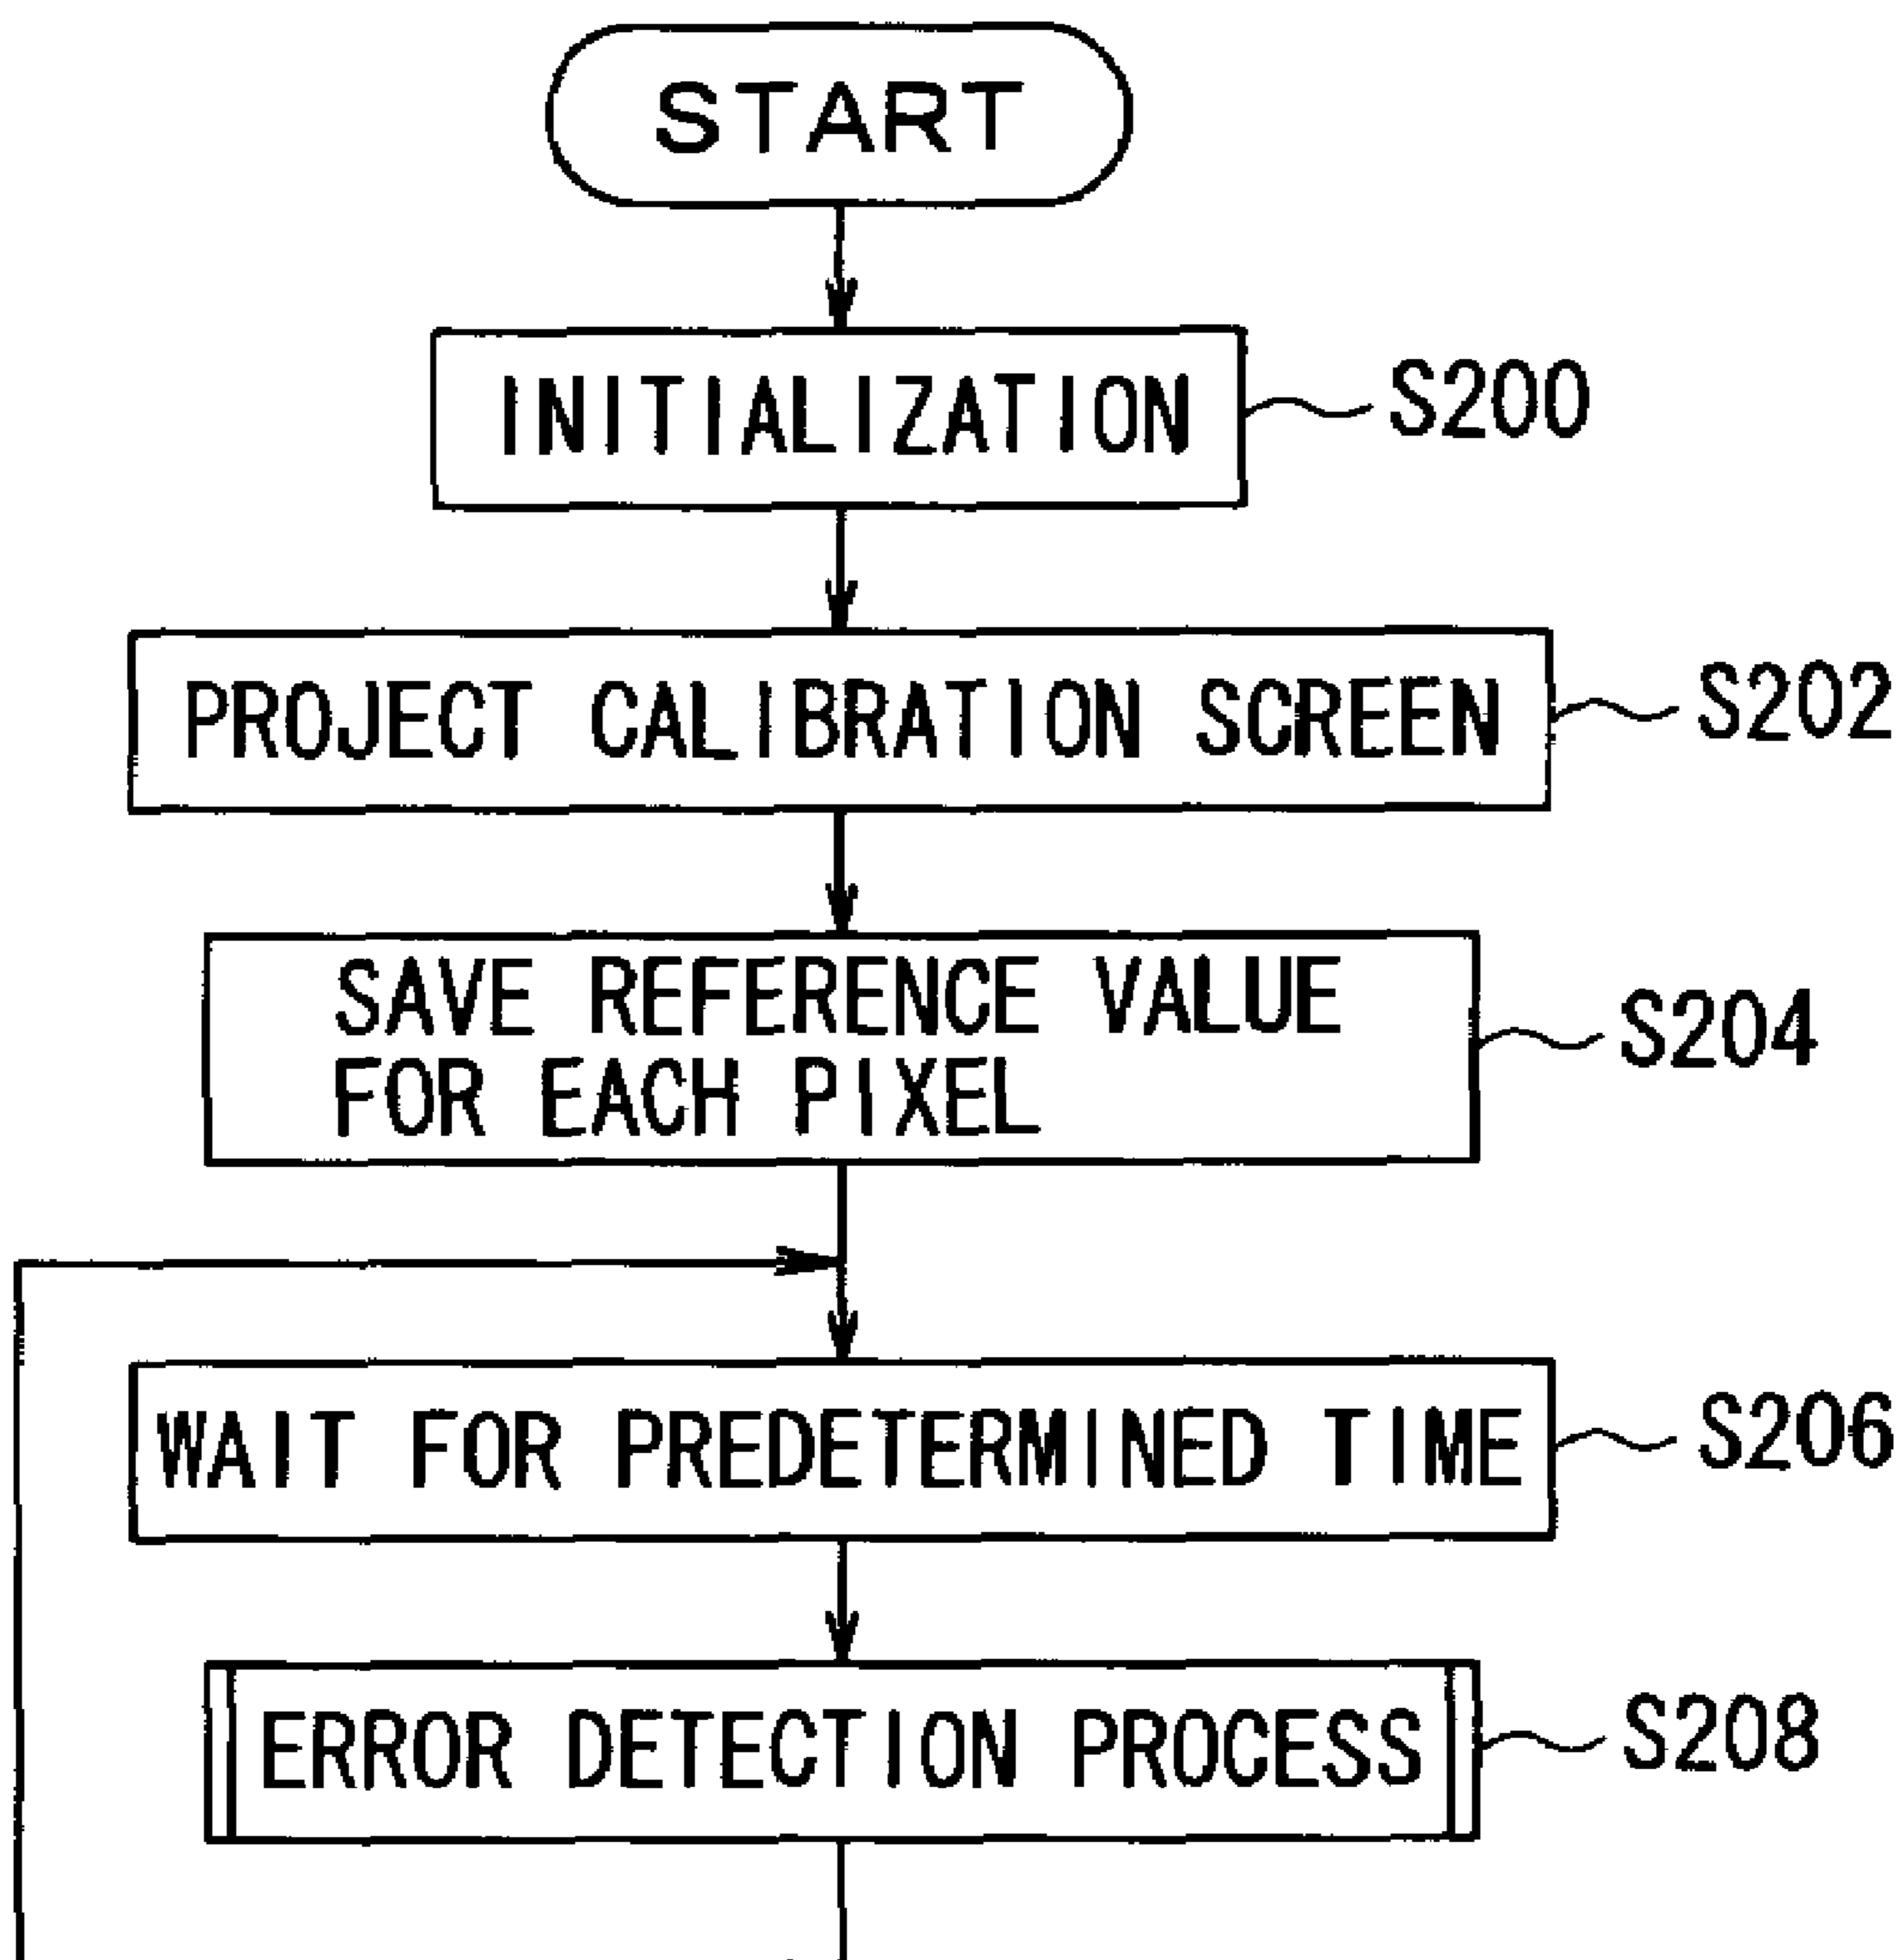 START
INITIALIZATION
S200
PROJECT CALIBRATION SCREEN
S202
SAVE REFERENCE VALUE
FOR EACH PIXEL
S204
WAIT FOR PREDETERMINED TIME
S206
ERROR DETECTION PROCESS
S208